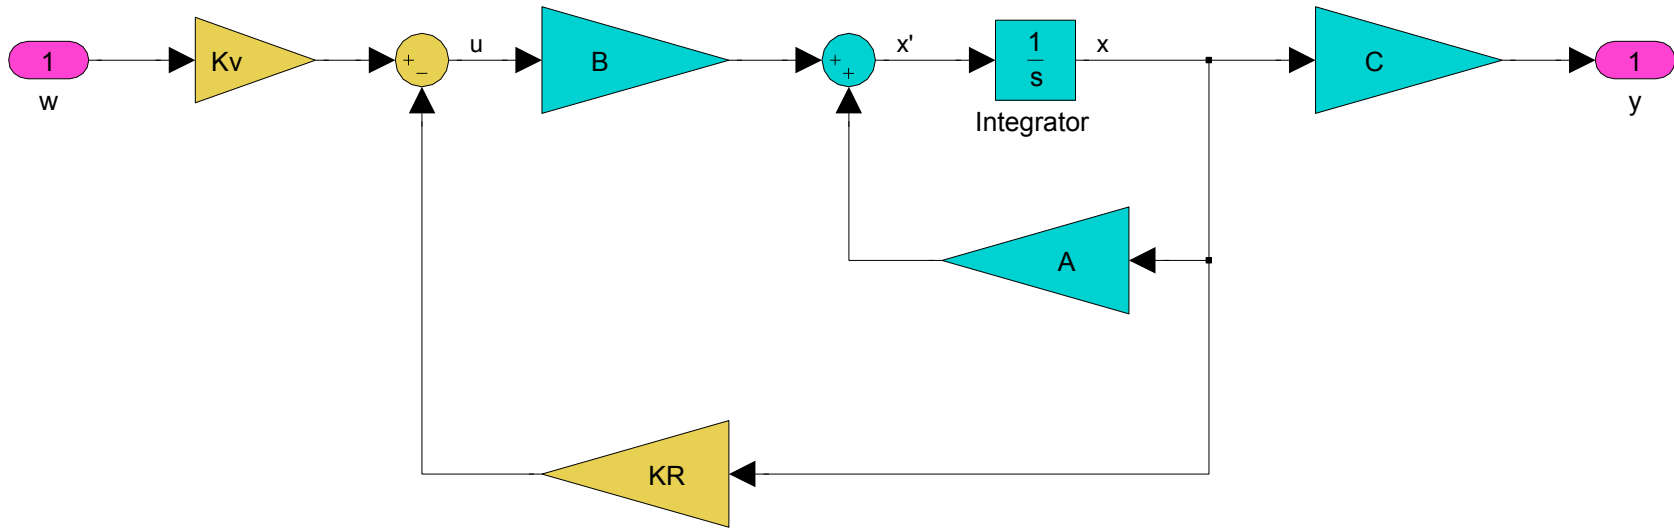 1
w
Kv
+
−
u
B
+
+
x'
1
s
Integrator
x
C
1
y
A
KR